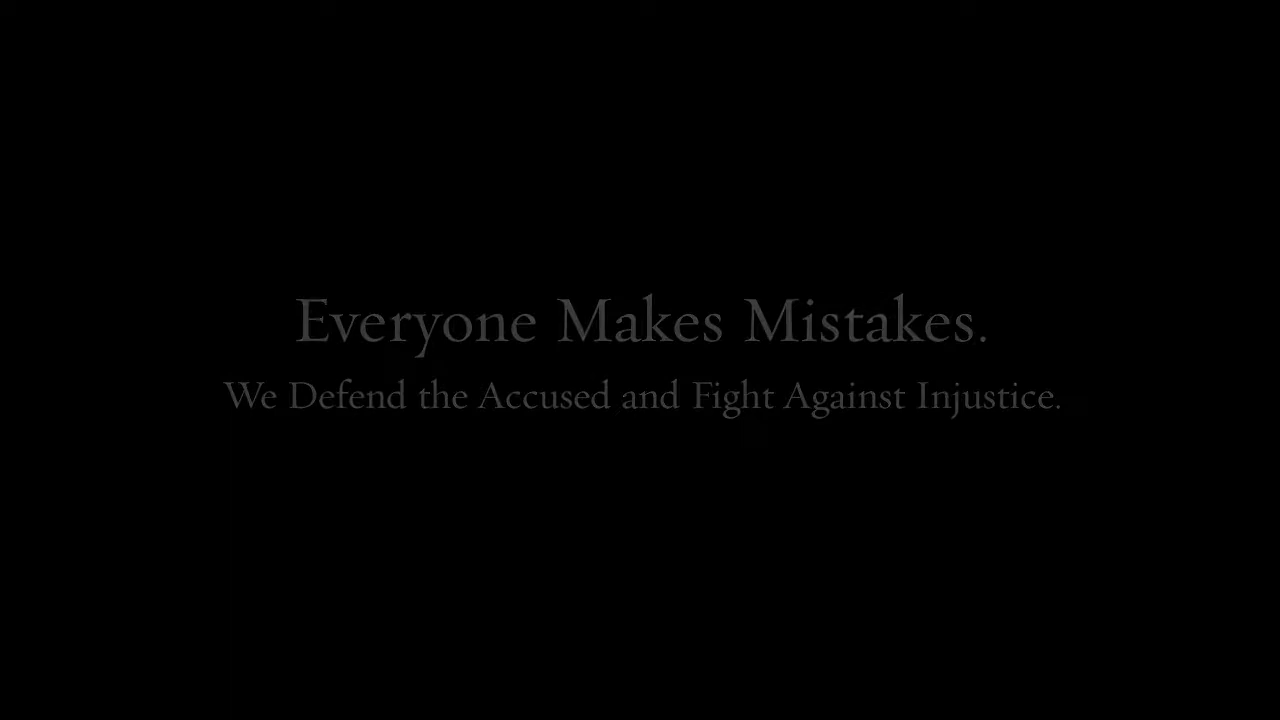 Everyone Makes Mistakes.
We Defend the Accused and Fight Against Injustice.